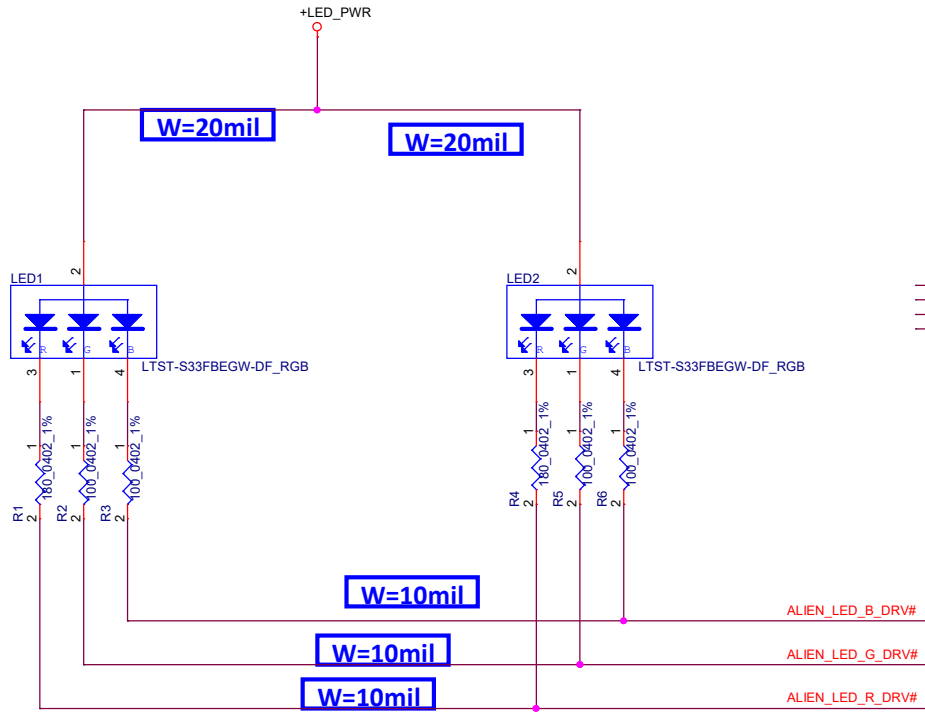 +LED_PWR
W=20mil
W=20mil
2
2
LED1
LED2
R
G
B
R
G
B
LTST-S33FBEGW-DF_RGB
LTST-S33FBEGW-DF_RGB
3
1
4
3
1
4
1
180_0402_1%
1
100_0402_1%
1
100_0402_1%
1
180_0402_1%
1
100_0402_1%
1
100_0402_1%
R1
2
R2
2
R3
2
R4
2
R5
2
R6
2
W=10mil
ALIEN_LED_B_DRV#
W=10mil
ALIEN_LED_G_DRV#
W=10mil
ALIEN_LED_R_DRV#